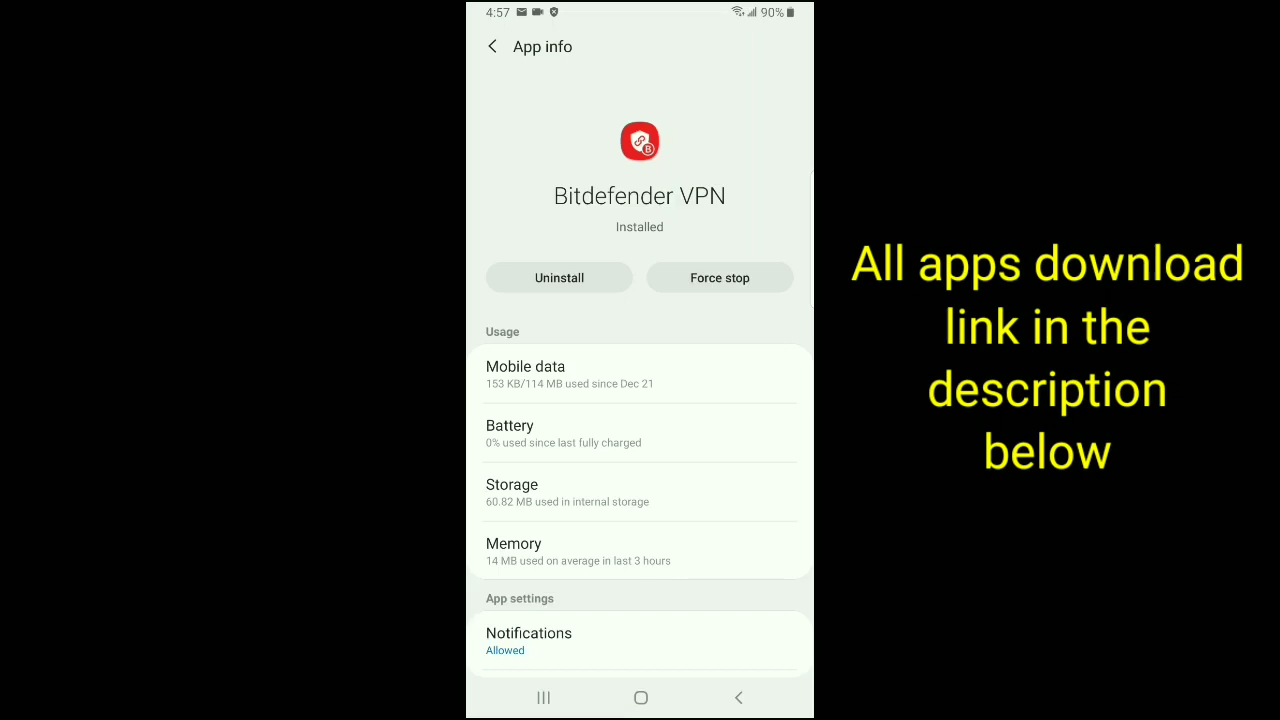 4:57
90%
App info
B
Bitdefender VPN
Installed
Uninstall
Force stop
Usage
Mobile data
153 KB/114 MB used since Dec 21
Battery
0% used since last fully charged
Storage
60.82 MB used in internal storage
Memory
14 MB used on average in last 3 hours
App settings
Notifications
Allowed
All apps download
link in the
description
below